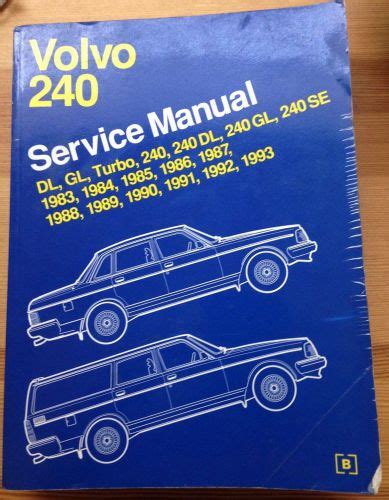 Volvo
240
Service Manual
DL, GL, Turbo, 240, 240 DL, 240 GL, 240 SE
1983, 1984, 1985, 1986, 1987,
1988, 1989, 1990, 1991, 1992, 1993
[B]